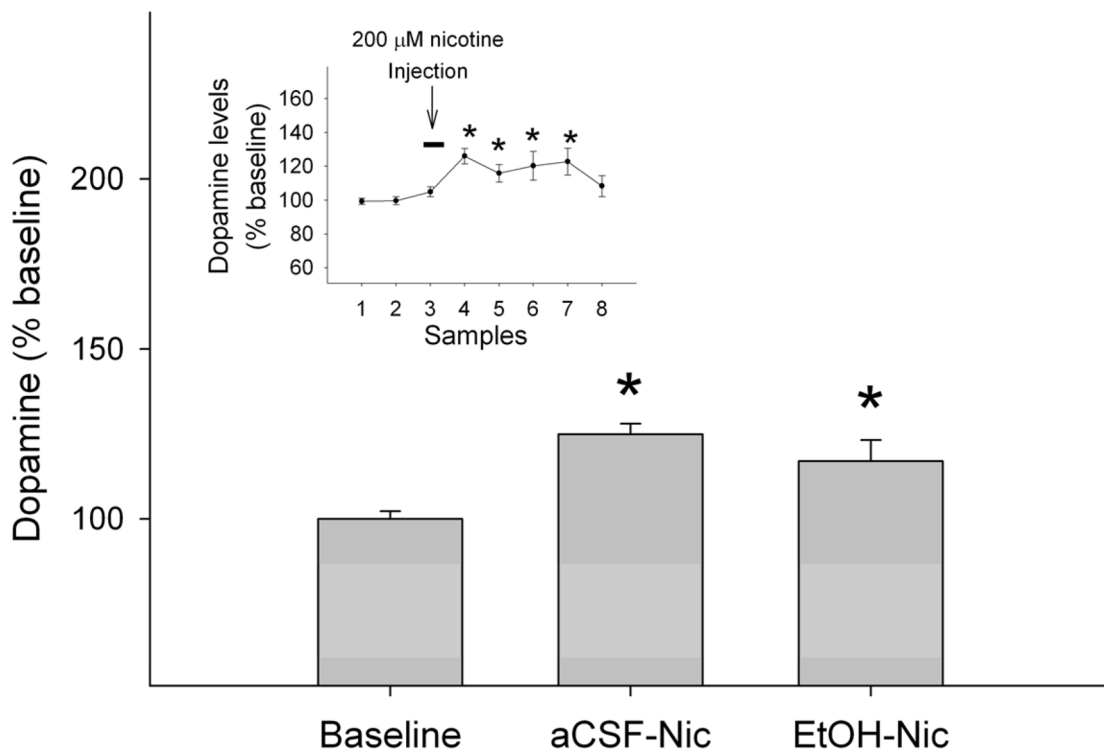 200 μM nicotine
Injection
Dopamine levels
(% baseline)
160
140
120
100
80
60
* * * *
1 2 3 4 5 6 7 8
Samples
Dopamine (% baseline)
200
150
100
* *
Baseline aCSF-Nic EtOH-Nic